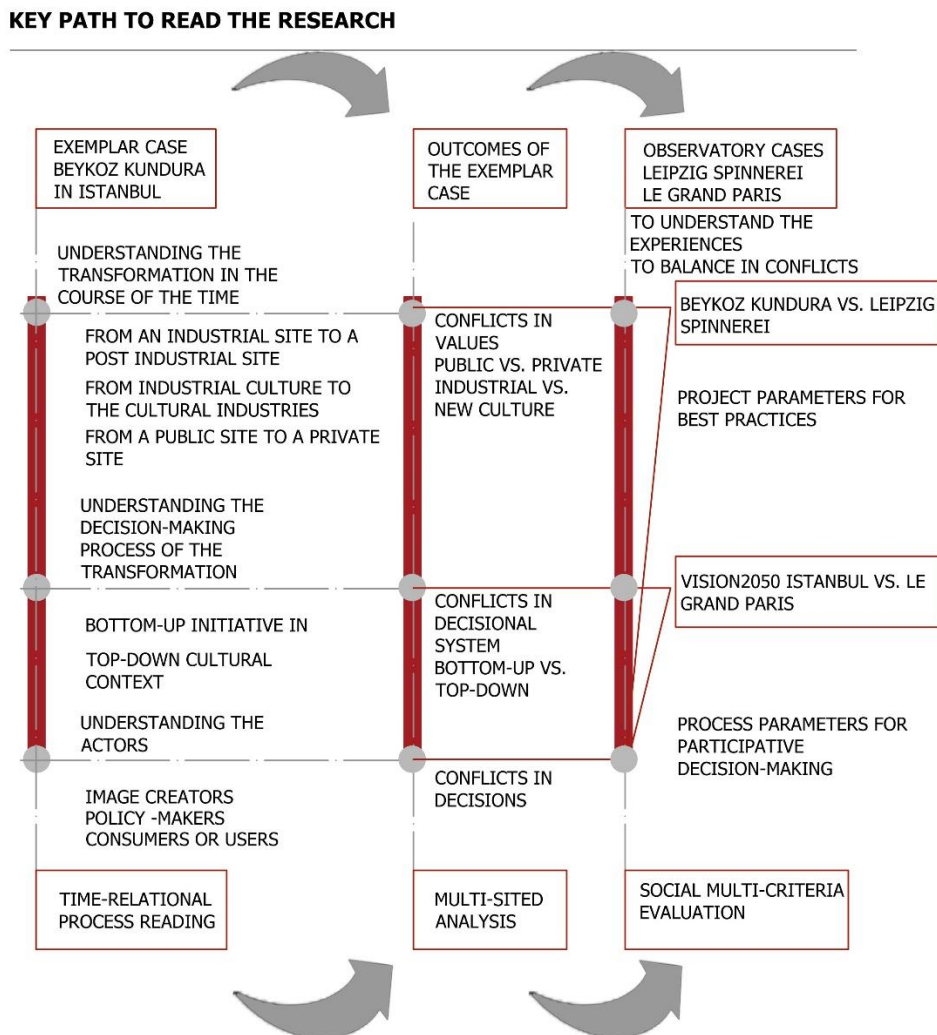 KEY PATH TO READ THE RESEARCH
EXEMPLAR CASE
BEYKOZ KUNDURA
IN ISTANBUL
UNDERSTANDING THE
TRANSFORMATION IN THE
COURSE OF THE TIME
FROM AN INDUSTRIAL SITE TO A
POST INDUSTRIAL SITE
FROM INDUSTRIAL CULTURE TO
THE CULTURAL INDUSTRIES
FROM A PUBLIC SITE TO A PRIVATE
SITE
UNDERSTANDING THE
DECISION-MAKING
PROCESS OF THE
TRANSFORMATION
BOTTOM-UP INITIATIVE IN
TOP-DOWN CULTURAL
CONTEXT
UNDERSTANDING THE
ACTORS
IMAGE CREATORS
POLICY -MAKERS
CONSUMERS OR USERS
TIME-RELATIONAL
PROCESS READING
OUTCOMES OF
THE EXEMPLAR
CASE
CONFLICTS IN
VALUES
PUBLIC VS. PRIVATE
INDUSTRIAL VS.
NEW CULTURE
CONFLICTS IN
DECISIONAL
SYSTEM
BOTTOM-UP VS.
TOP-DOWN
CONFLICTS IN
DECISIONS
MULTI-SITED
ANALYSIS
OBSERVATORY CASES
LEIPZIG SPINNEREI
LE GRAND PARIS
TO UNDERSTAND THE
EXPERIENCES
TO BALANCE IN CONFLICTS
BEYKOZ KUNDURA VS. LEIPZIG
SPINNEREI
PROJECT PARAMETERS FOR
BEST PRACTICES
VISION2050 ISTANBUL VS. LE
GRAND PARIS
PROCESS PARAMETERS FOR
PARTICIPATIVE
DECISION-MAKING
SOCIAL MULTI-CRITERIA
EVALUATION